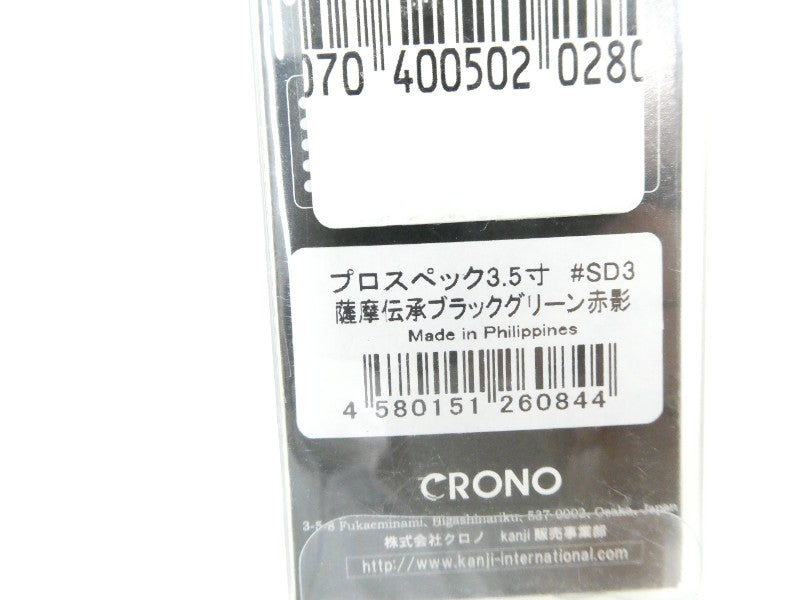 070 400502 0280
プロスペック3.5寸 #SD3
薩摩伝承ブラックグリーン赤影
Made in Philippines
4 580151 260844
CRONO
3-5-8 Fukaeminami, Higashinariku, 537-0002, Osaka, Japan
株式会社クロノ kanji 販売事業部
http://www.kanji-international.com